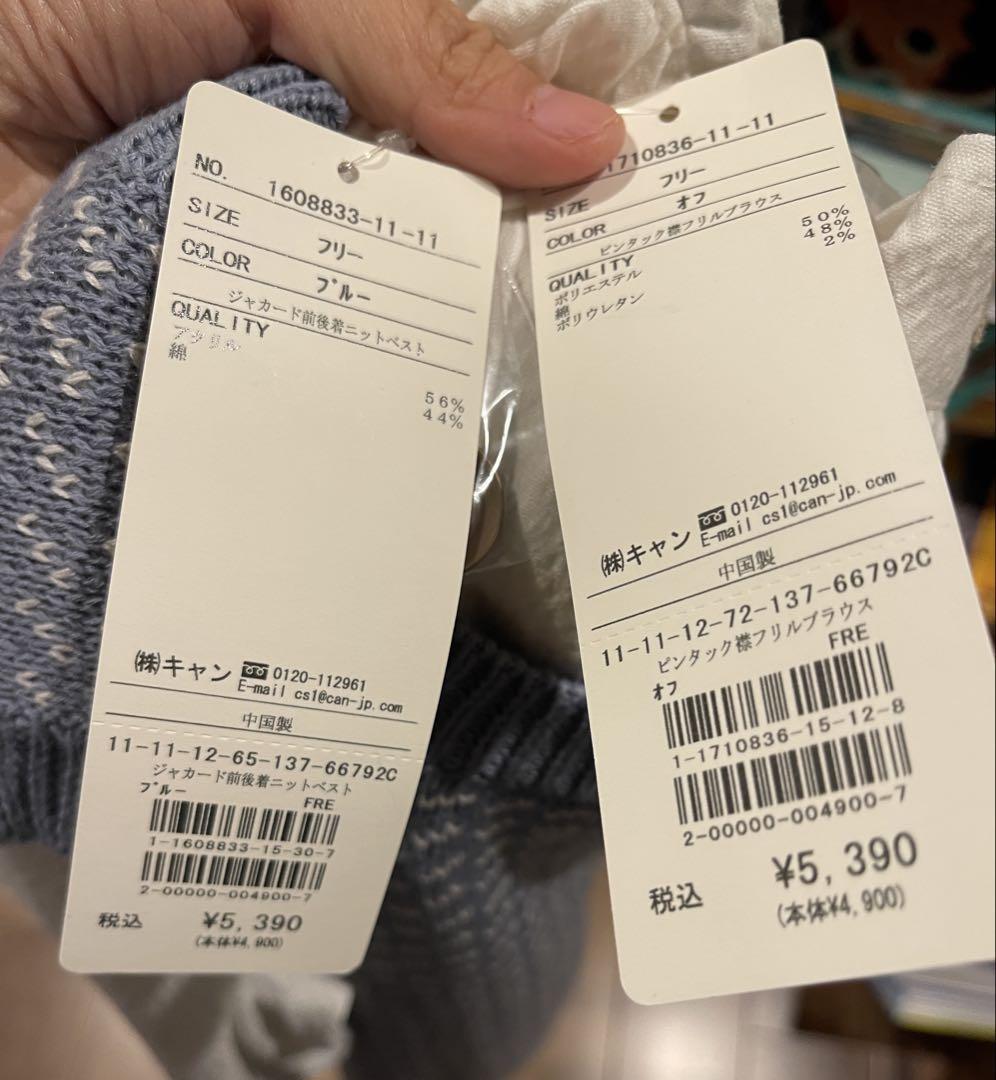 NO. 1608833-11-11
SIZE フリー
COLOR ブルー
ジャカード前後着ニットベスト
QUALITY
アクリル 56%
綿 44%
㈱キャン 0120-112961
E-mail cs1@can-jp.com
中国製
11-11-12-65-137-66792C
ジャカード前後着ニットベスト
ブルー FRE
1-1608833-15-30-7
2-00000-004900-7
税込 ¥5,390
(本体¥4,900)
1710836-11-11
SIZE フリー
COLOR オフ
ピンタック襟フリルブラウス
QUALITY
ポリエステル 50%
綿 48%
ポリウレタン 2%
㈱キャン 0120-112961
E-mail cs1@can-jp.com
中国製
11-11-12-72-137-66792C
ピンタック襟フリルブラウス
オフ FRE
1-1710836-15-12-8
2-00000-004900-7
税込 ¥5,390
(本体¥4,900)